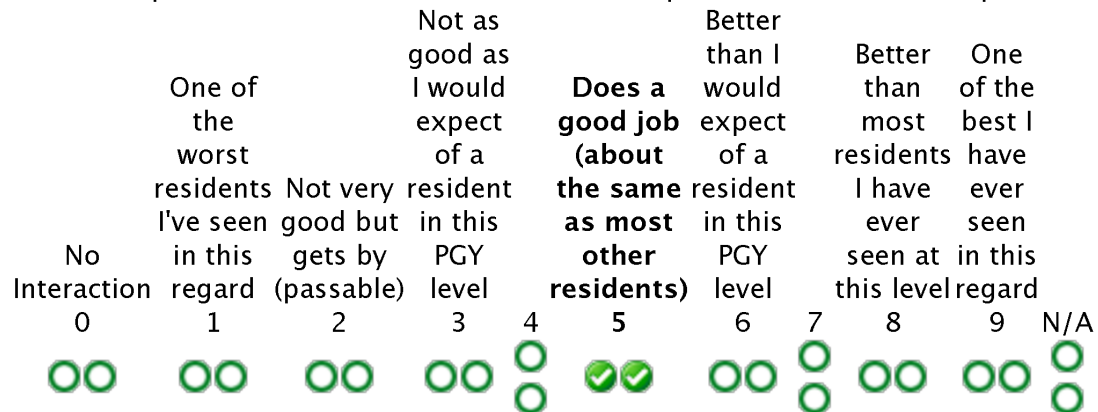 No
Interaction
0
One of
the
worst
residents
I've seen
in this
regard
1
Not very
good but
gets by
(passable)
2
Not as
good as
I would
expect
of a
resident
in this
PGY
level
3
4
Does a
good job
(about
the same
as most
other
residents)
5
Better
than I
would
expect
of a
resident
in this
PGY
level
6
7
Better
than
most
residents
I have
ever
seen at
this level
8
One
of the
best I
have
ever
seen
in this
regard
9
N/A